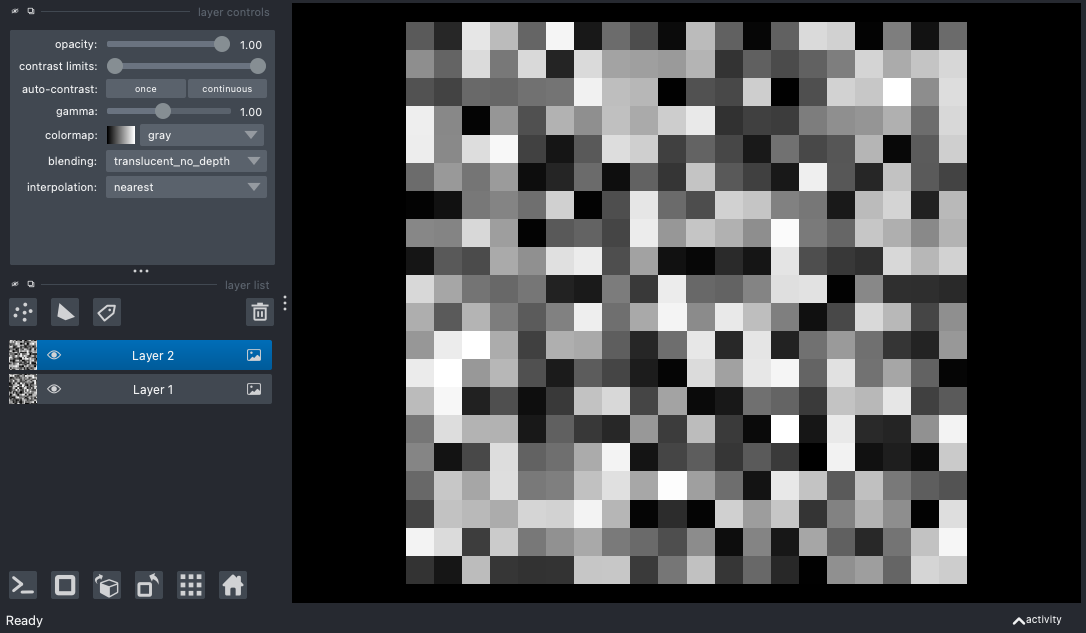 layer controls
opacity: 1.00
contrast limits:
auto-contrast: once continuous
gamma: 1.00
colormap: gray
blending: translucent_no_depth
interpolation: nearest
layer list
Layer 2
Layer 1
Ready activity